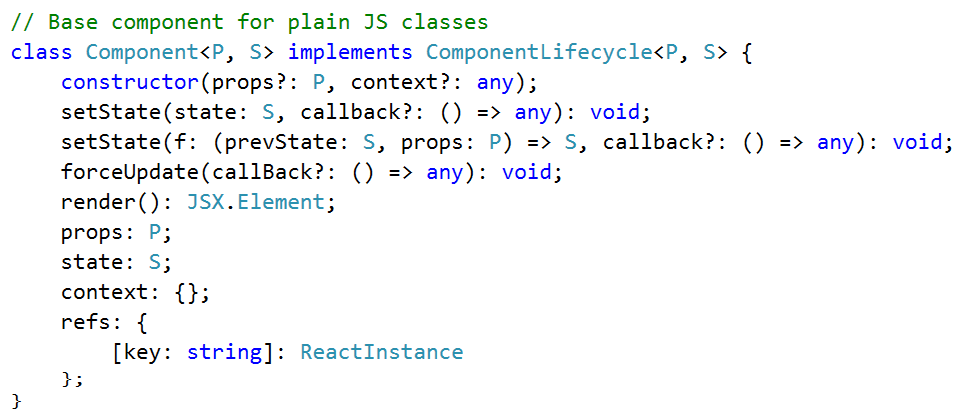 // Base component for plain JS classes
class Component<P, S> implements ComponentLifecycle<P, S> {
    constructor(props?: P, context?: any);
    setState(state: S, callback?: () => any): void;
    setState(f: (prevState: S, props: P) => S, callback?: () => any): void;
    forceUpdate(callBack?: () => any): void;
    render(): JSX.Element;
    props: P;
    state: S;
    context: {};
    refs: {
        [key: string]: ReactInstance
    };
}